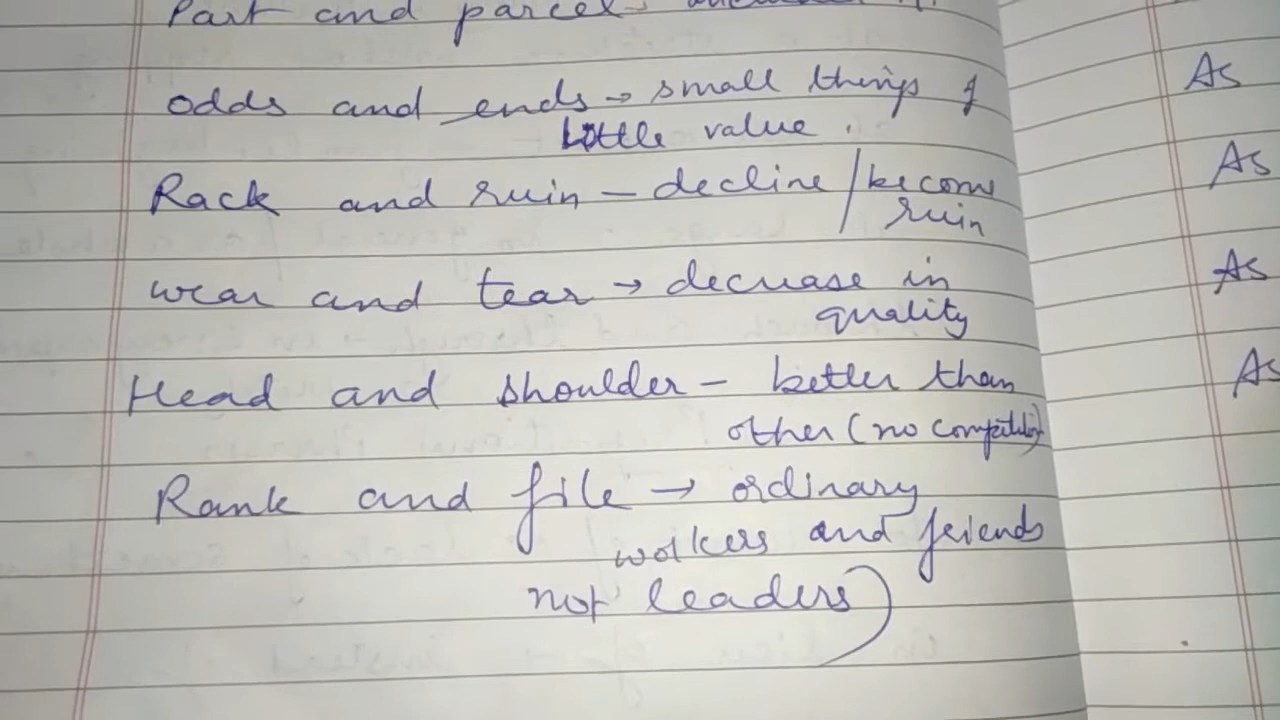 Part and parcel
odds and ends → small things of
little value.
Rack and ruin – decline / become
ruin
wear and tear → decrease in
quality
Head and shoulder – better than
other (no competition)
Rank and file → ordinary
workers and friends
not leaders)
As
As
As
As